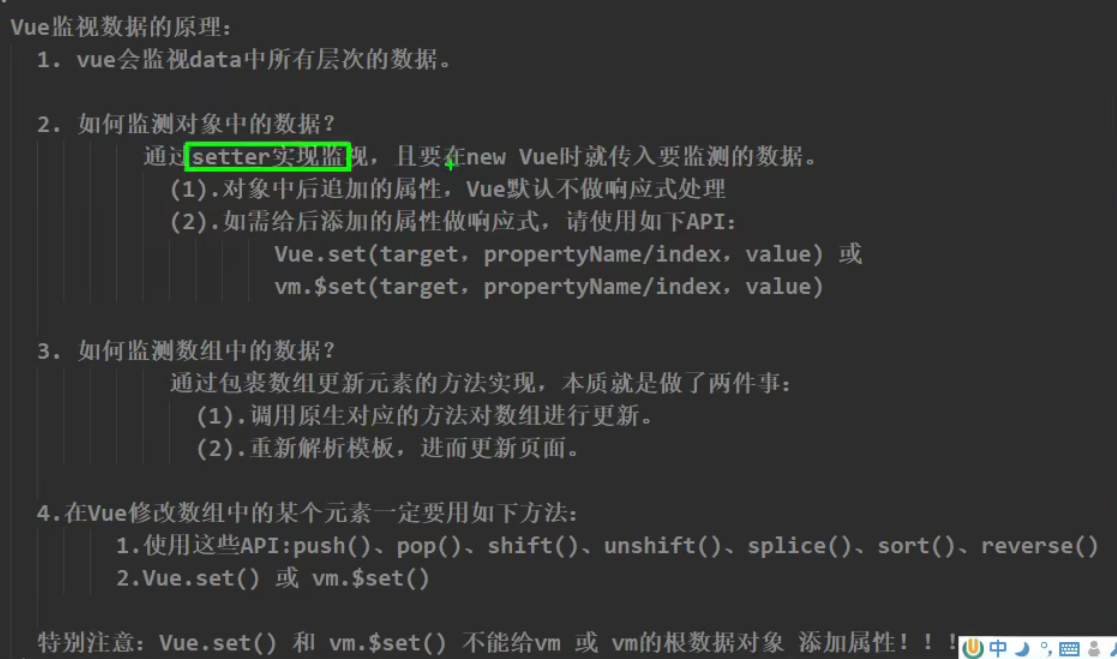 Vue监视数据的原理：
1. vue会监视data中所有层次的数据。
2. 如何监测对象中的数据?
通过setter实现监视，且要在new Vue时就传入要监测的数据。
(1).对象中后追加的属性，Vue默认不做响应式处理
(2).如需给后添加的属性做响应式，请使用如下API：
Vue.set(target，propertyName/index，value) 或
vm.$set(target，propertyName/index，value)
3. 如何监测数组中的数据?
通过包裹数组更新元素的方法实现，本质就是做了两件事：
(1).调用原生对应的方法对数组进行更新。
(2).重新解析模板，进而更新页面。
4.在Vue修改数组中的某个元素一定要用如下方法：
1.使用这些API:push()、pop()、shift()、unshift()、splice()、sort()、reverse()
2.Vue.set() 或 vm.$set()
特别注意：Vue.set() 和 vm.$set() 不能给vm 或 vm的根数据对象 添加属性！！！
中